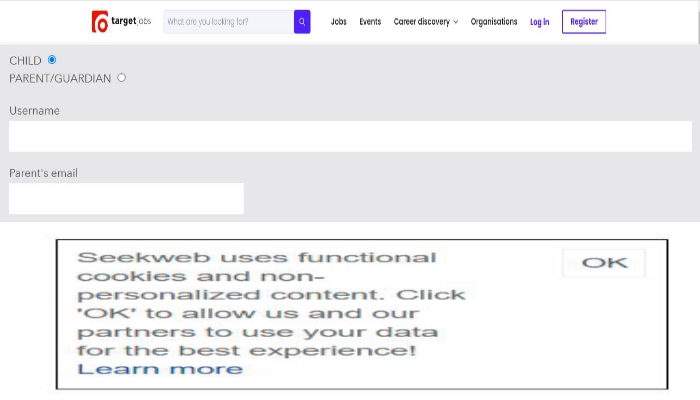 targetjobs What are you looking for? Jobs Events Career discovery Organisations Log in Register
CHILD
PARENT/GUARDIAN
Username
Parent's email
Seekweb uses functional
cookies and non-
personalized content. Click
'OK' to allow us and our
partners to use your data
for the best experience!
Learn more
OK